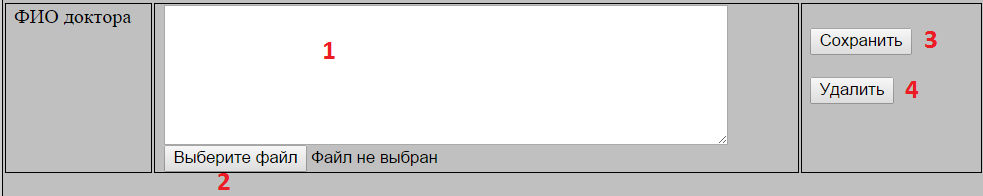 ФИО доктора
1
Сохранить 3
Удалить 4
Выберите файл Файл не выбран
2